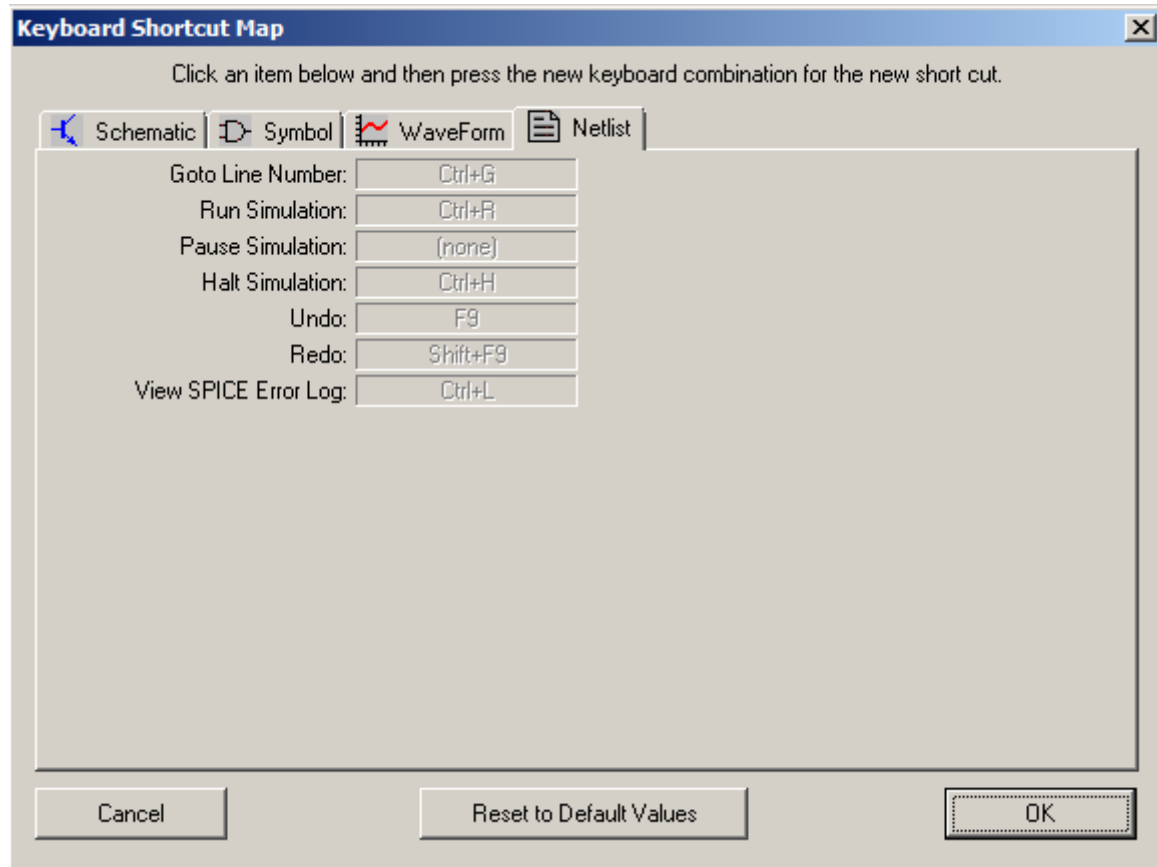 Keyboard Shortcut Map
Click an item below and then press the new keyboard combination for the new short cut.
Schematic Symbol WaveForm Netlist
Goto Line Number: Ctrl+G
Run Simulation: Ctrl+R
Pause Simulation: (none)
Halt Simulation: Ctrl+H
Undo: F9
Redo: Shift+F9
View SPICE Error Log: Ctrl+L
Cancel Reset to Default Values OK